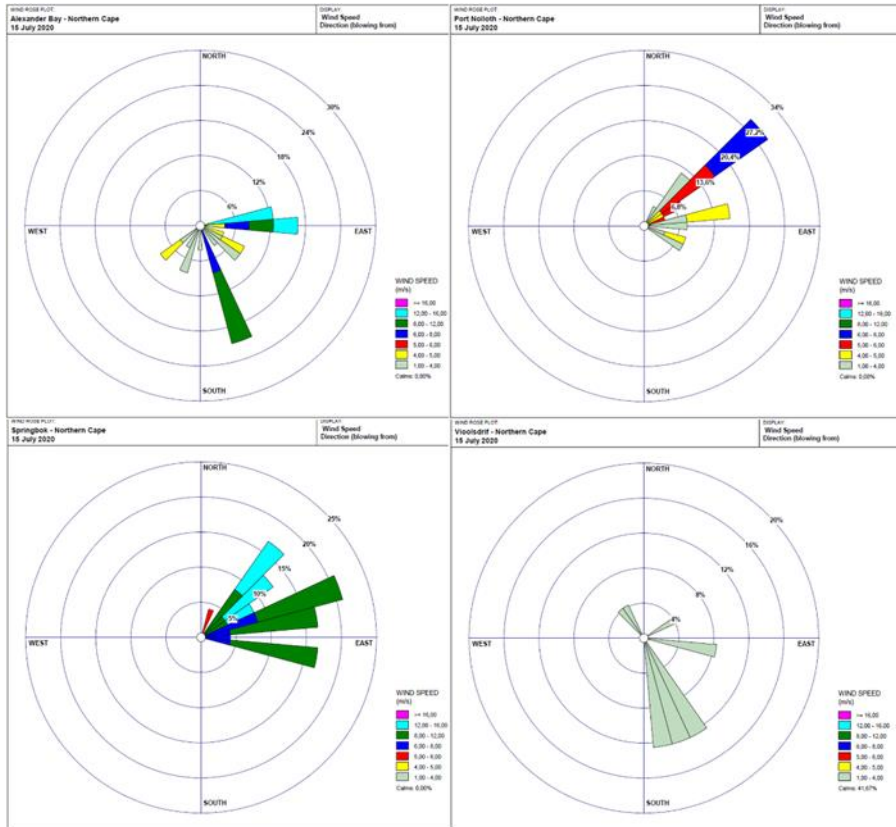 WIND ROSE PLOT:
Alexander Bay - Northern Cape
15 July 2020
DISPLAY:
Wind Speed
Direction (blowing from)
NORTH
30%
24%
18%
12%
6%
WEST
EAST
SOUTH
WIND SPEED
(m/s)
>= 16,00
12,00 - 16,00
8,00 - 12,00
6,00 - 8,00
5,00 - 6,00
4,00 - 5,00
1,00 - 4,00
Calms: 0,00%
WIND ROSE PLOT:
Port Nolloth - Northern Cape
15 July 2020
DISPLAY:
Wind Speed
Direction (blowing from)
NORTH
34%
27,2%
20,4%
13,6%
6,8%
WEST
EAST
SOUTH
WIND SPEED
(m/s)
>= 16,00
12,00 - 16,00
8,00 - 12,00
6,00 - 8,00
5,00 - 6,00
4,00 - 5,00
1,00 - 4,00
Calms: 0,00%
WIND ROSE PLOT:
Springbok - Northern Cape
15 July 2020
DISPLAY:
Wind Speed
Direction (blowing from)
NORTH
25%
20%
15%
10%
5%
WEST
EAST
SOUTH
WIND SPEED
(m/s)
>= 16,00
12,00 - 16,00
8,00 - 12,00
6,00 - 8,00
5,00 - 6,00
4,00 - 5,00
1,00 - 4,00
Calms: 0,00%
WIND ROSE PLOT:
Vioolsdrif - Northern Cape
15 July 2020
DISPLAY:
Wind Speed
Direction (blowing from)
NORTH
20%
16%
12%
8%
4%
WEST
EAST
SOUTH
WIND SPEED
(m/s)
>= 16,00
12,00 - 16,00
8,00 - 12,00
6,00 - 8,00
5,00 - 6,00
4,00 - 5,00
1,00 - 4,00
Calms: 41,67%